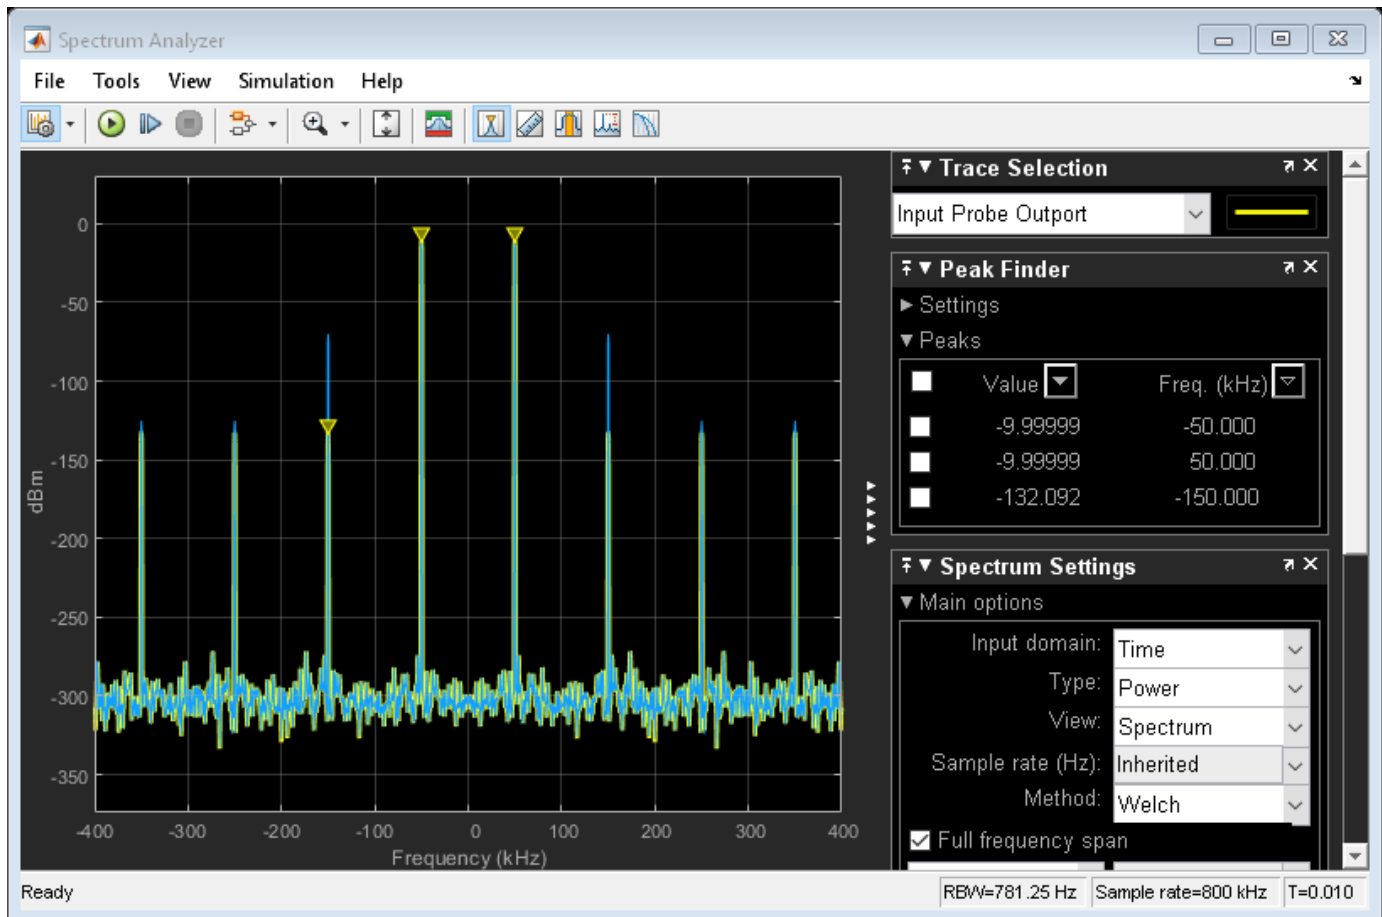 Spectrum Analyzer
File Tools View Simulation Help
Trace Selection
Input Probe Outport
Peak Finder
Settings
Peaks
Value Freq. (kHz)
-9.99999 -50.000
-9.99999 50.000
-132.092 -150.000
Spectrum Settings
Main options
Input domain: Time
Type: Power
View: Spectrum
Sample rate (Hz): Inherited
Method: Welch
Full frequency span
0
-50
-100
-150
-200
-250
-300
-350
dBm
-400 -300 -200 -100 0 100 200 300 400
Frequency (kHz)
Ready RBW=781.25 Hz Sample rate=800 kHz T=0.010